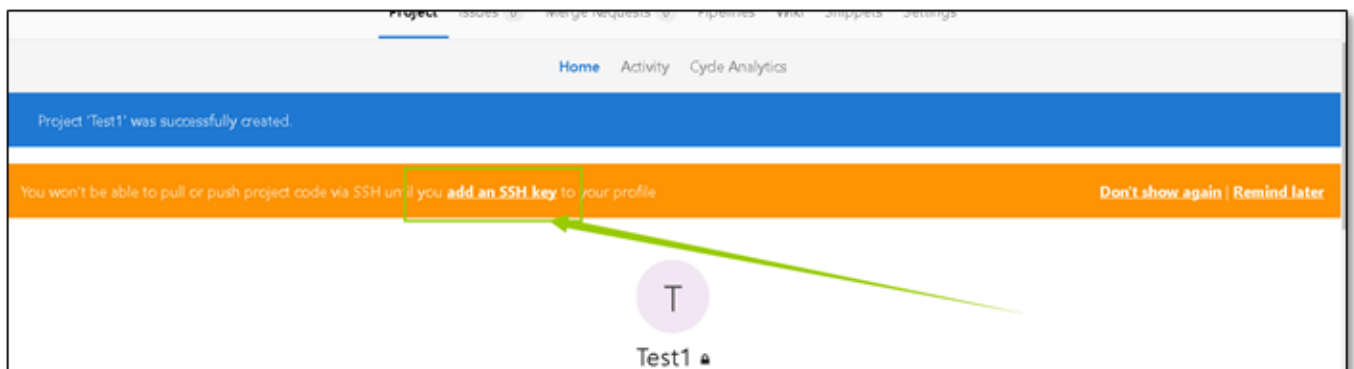 Project Issues 0 Merge Requests 0 Pipelines Wiki Snippets Settings
Home Activity Cycle Analytics
Project 'Test1' was successfully created.
You won't be able to pull or push project code via SSH until you add an SSH key to your profile Don't show again | Remind later
T
Test1